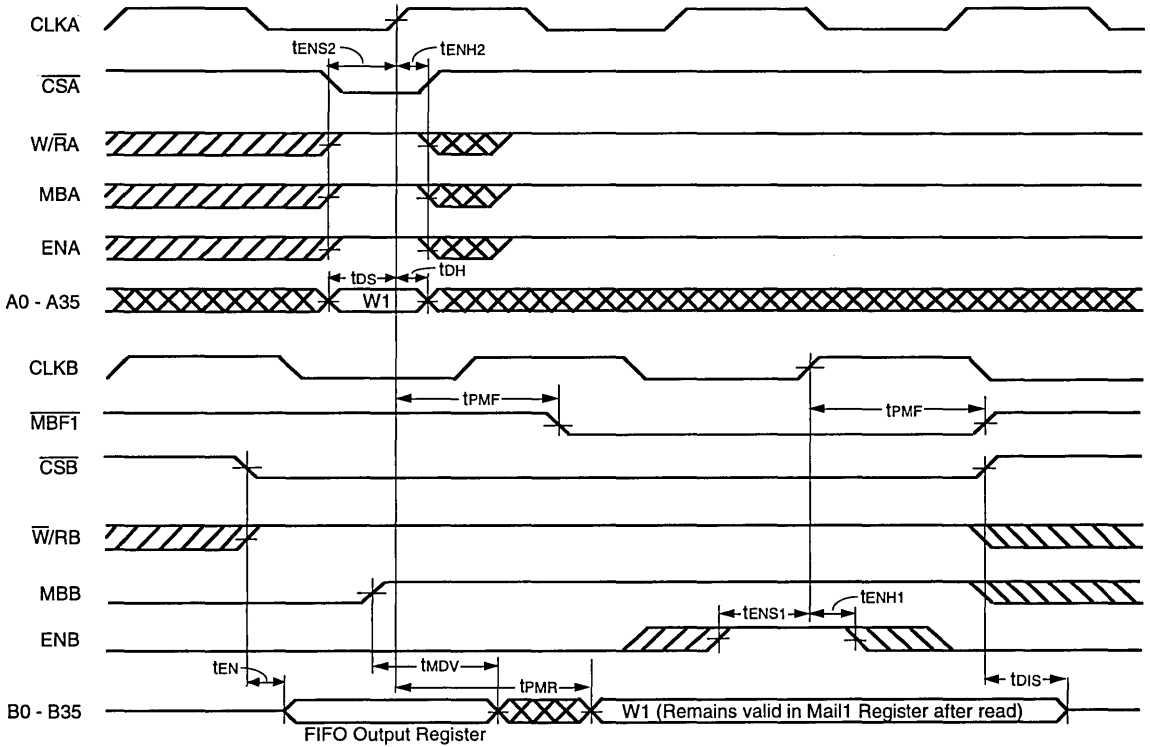 CLKA
tENS2 tENH2
CSA
W/RA
MBA
ENA
tDS tDH
A0 - A35 W1
CLKB
tPMF tPMF
MBF1
CSB
W/RB
MBB
tENS1 tENH1
ENB
tEN tMDV tPMR tDIS
B0 - B35 W1 (Remains valid in Mail1 Register after read)
FIFO Output Register